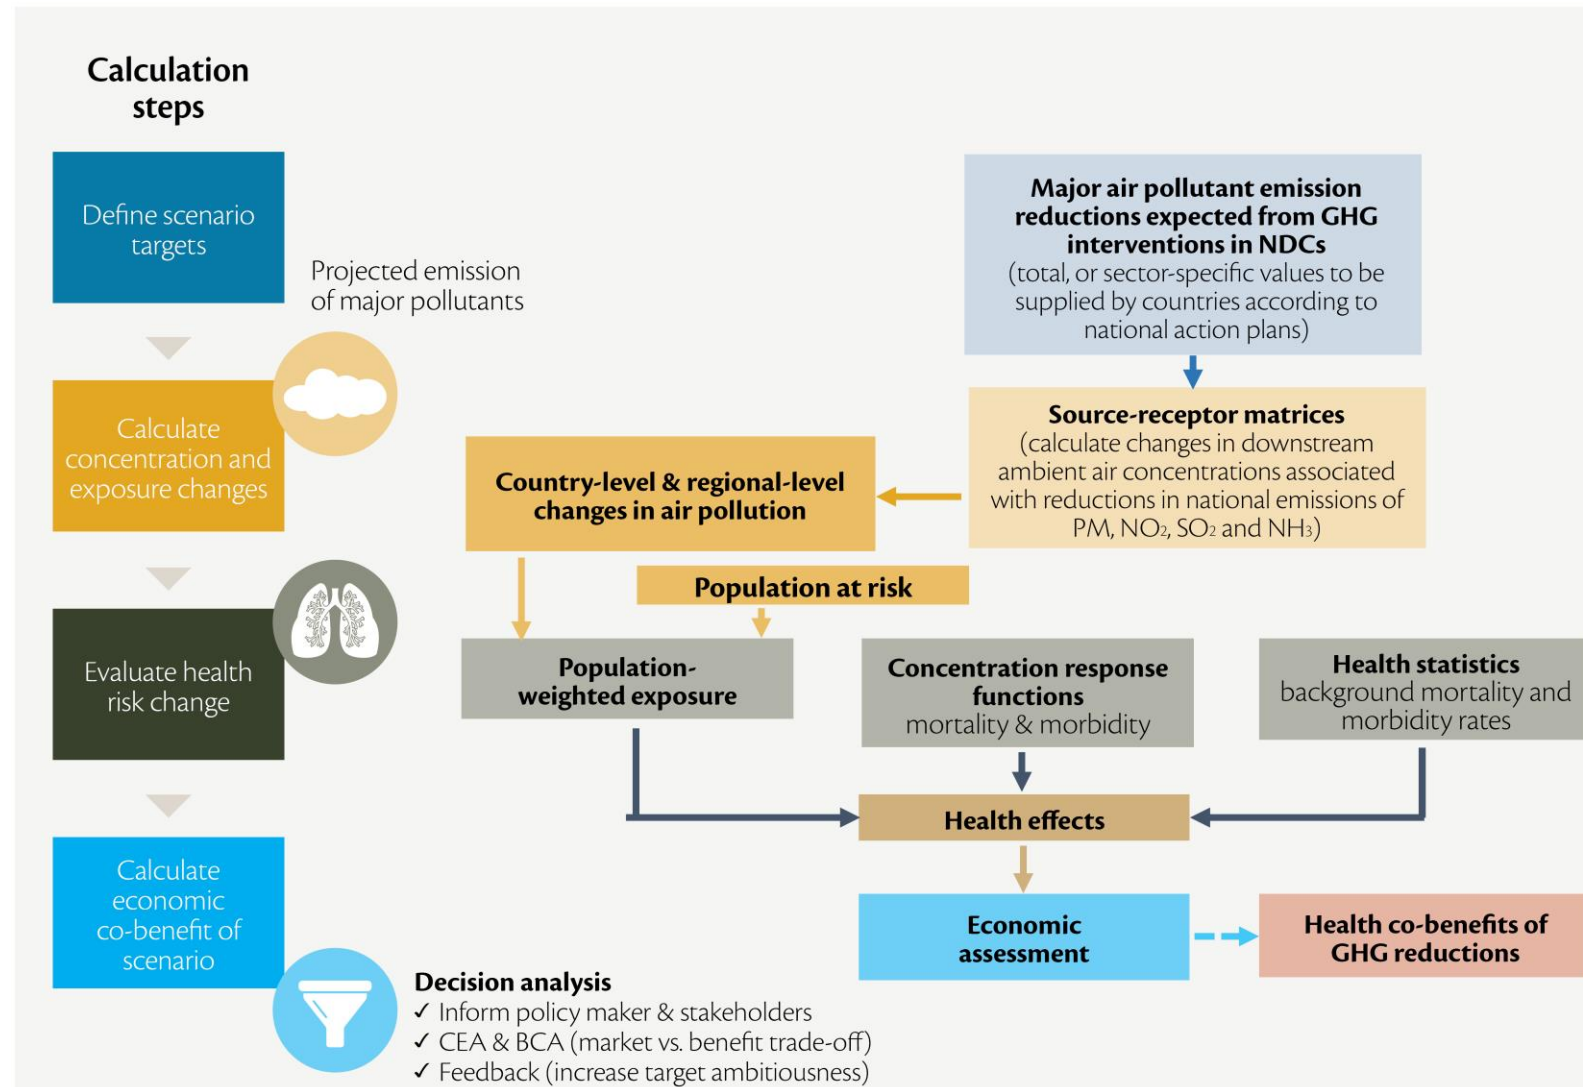 Calculation
steps
Define scenario
targets
Projected emission
of major pollutants
Calculate
concentration and
exposure changes
Evaluate health
risk change
Calculate
economic
co-benefit of
scenario
Decision analysis
✓ Inform policy maker & stakeholders
✓ CEA & BCA (market vs. benefit trade-off)
✓ Feedback (increase target ambitiousness)
Major air pollutant emission
reductions expected from GHG
interventions in NDCs
(total, or sector-specific values to be
supplied by countries according to
national action plans)
Source-receptor matrices
(calculate changes in downstream
ambient air concentrations associated
with reductions in national emissions of
PM, NO₂, SO₂ and NH₃)
Country-level & regional-level
changes in air pollution
Population at risk
Population-
weighted exposure
Concentration response
functions
mortality & morbidity
Health statistics
background mortality and
morbidity rates
Health effects
Economic
assessment
Health co-benefits of
GHG reductions